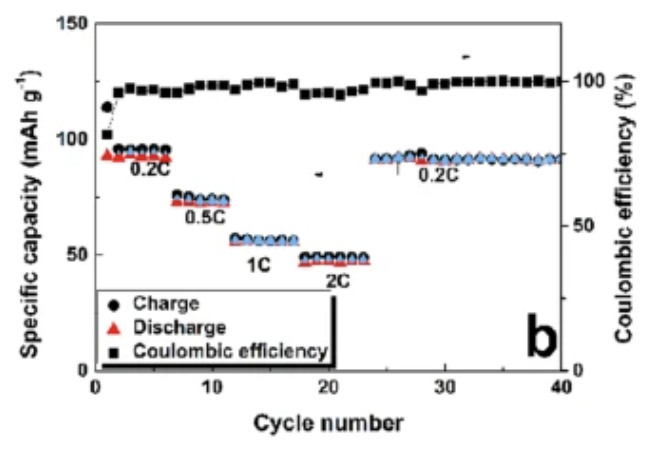 150
100
50
0
Specific capacity (mAh g-1)
100
50
0
Coulombic efficiency (%)
0.2C
0.5C
1C
2C
0.2C
Charge
Discharge
Coulombic efficiency
b
0 10 20 30 40
Cycle number